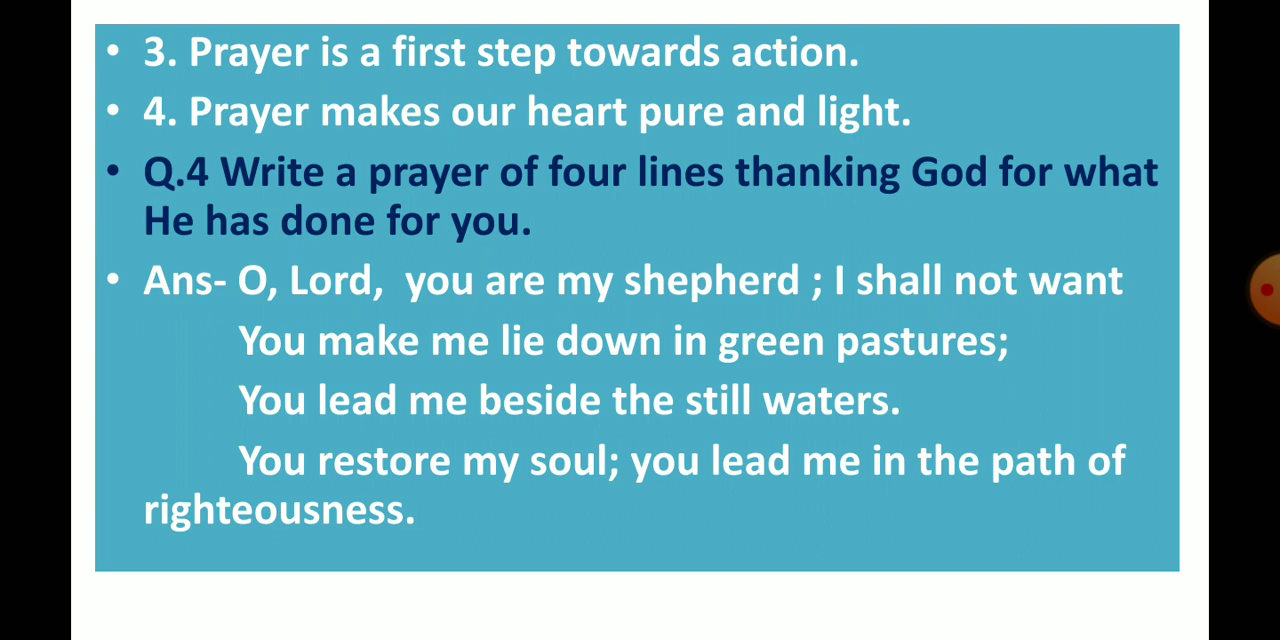 • 3. Prayer is a first step towards action.
• 4. Prayer makes our heart pure and light.
• Q.4 Write a prayer of four lines thanking God for what
He has done for you.
• Ans- O, Lord,  you are my shepherd ; I shall not want
You make me lie down in green pastures;
You lead me beside the still waters.
You restore my soul; you lead me in the path of
righteousness.